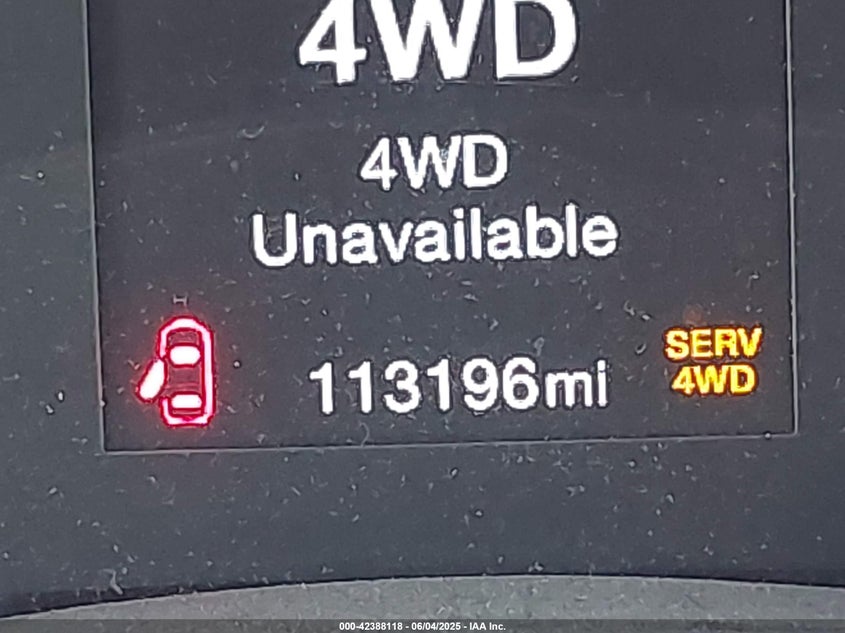 4WD
4WD
Unavailable
113196mi
SERV
4WD
000-42388118 - 06/04/2025 - IAA Inc.